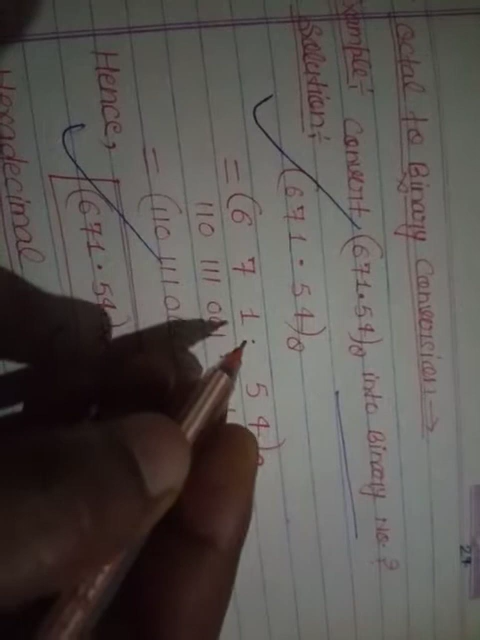 27
octal to Binary Conversion →
Example:- Convert (671.54)8 into Binary No.?
Solution:-
(671.54)8
= (6 7 1 . 5 4)8
110 111 001
= (110 111 0
Hence,
(671.54)
Hexadecimal